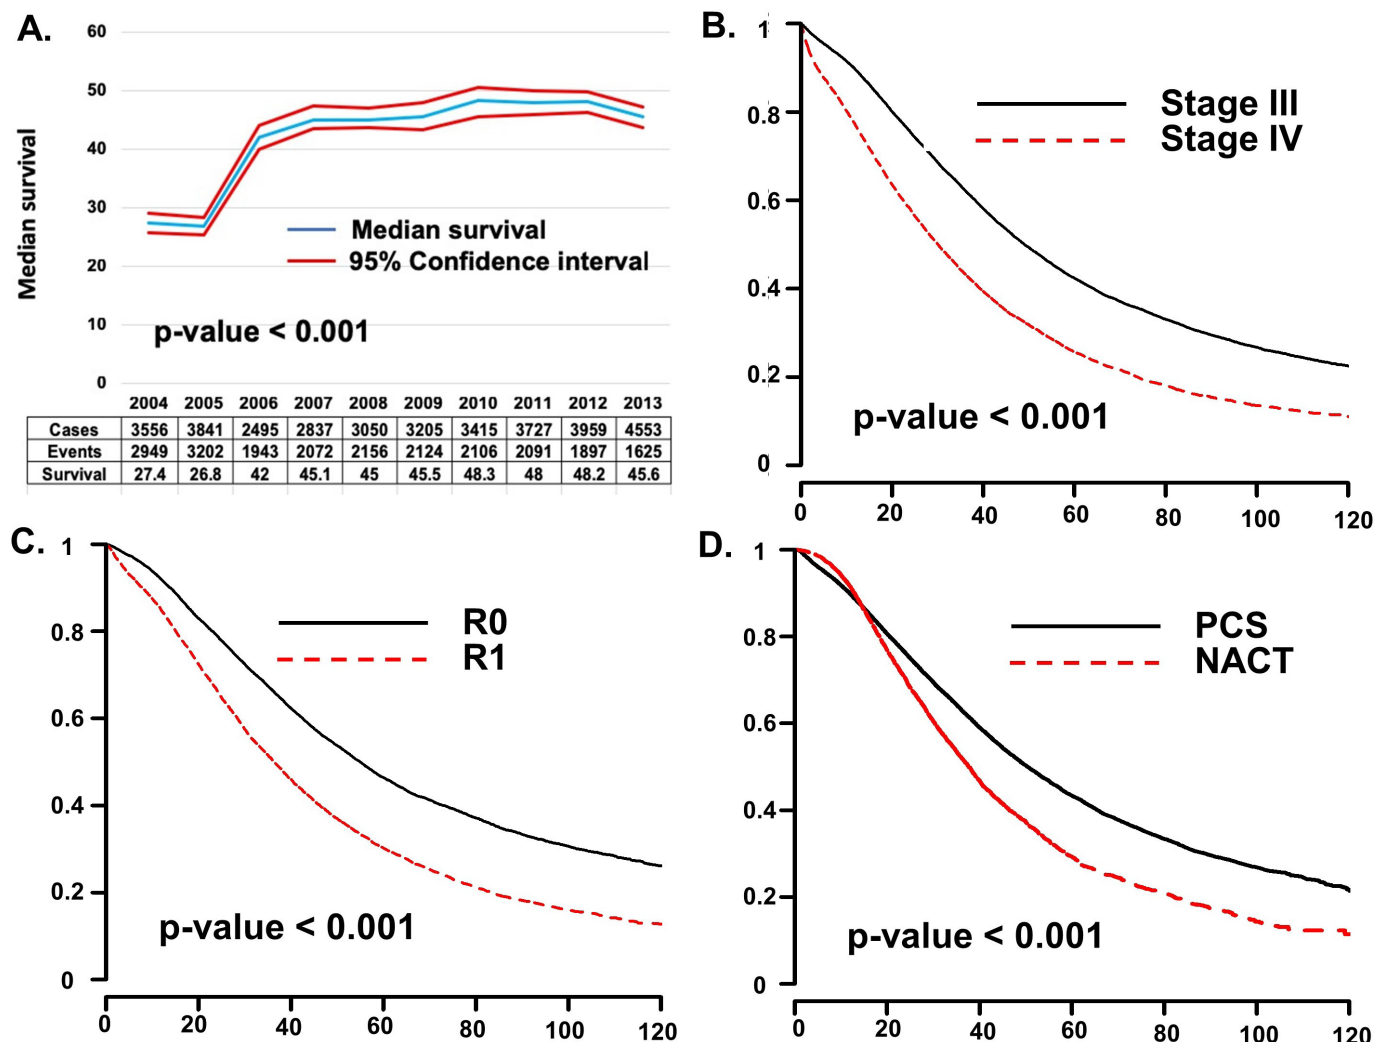 A.
60
50
40
30
20
10
0
Median survival
Median survival
95% Confidence interval
p-value < 0.001
2004 2005 2006 2007 2008 2009 2010 2011 2012 2013
Cases 3556 3841 2495 2837 3050 3205 3415 3727 3959 4553
Events 2949 3202 1943 2072 2156 2124 2106 2091 1897 1625
Survival 27.4 26.8 42 45.1 45 45.5 48.3 48 48.2 45.6
B.
1
0.8
0.6
0.4
0.2
0
Stage III
Stage IV
p-value < 0.001
0 20 40 60 80 100 120
C.
1
0.8
0.6
0.4
0.2
0
R0
R1
p-value < 0.001
0 20 40 60 80 100 120
D.
1
0.8
0.6
0.4
0.2
0
PCS
NACT
p-value < 0.001
0 20 40 60 80 100 120